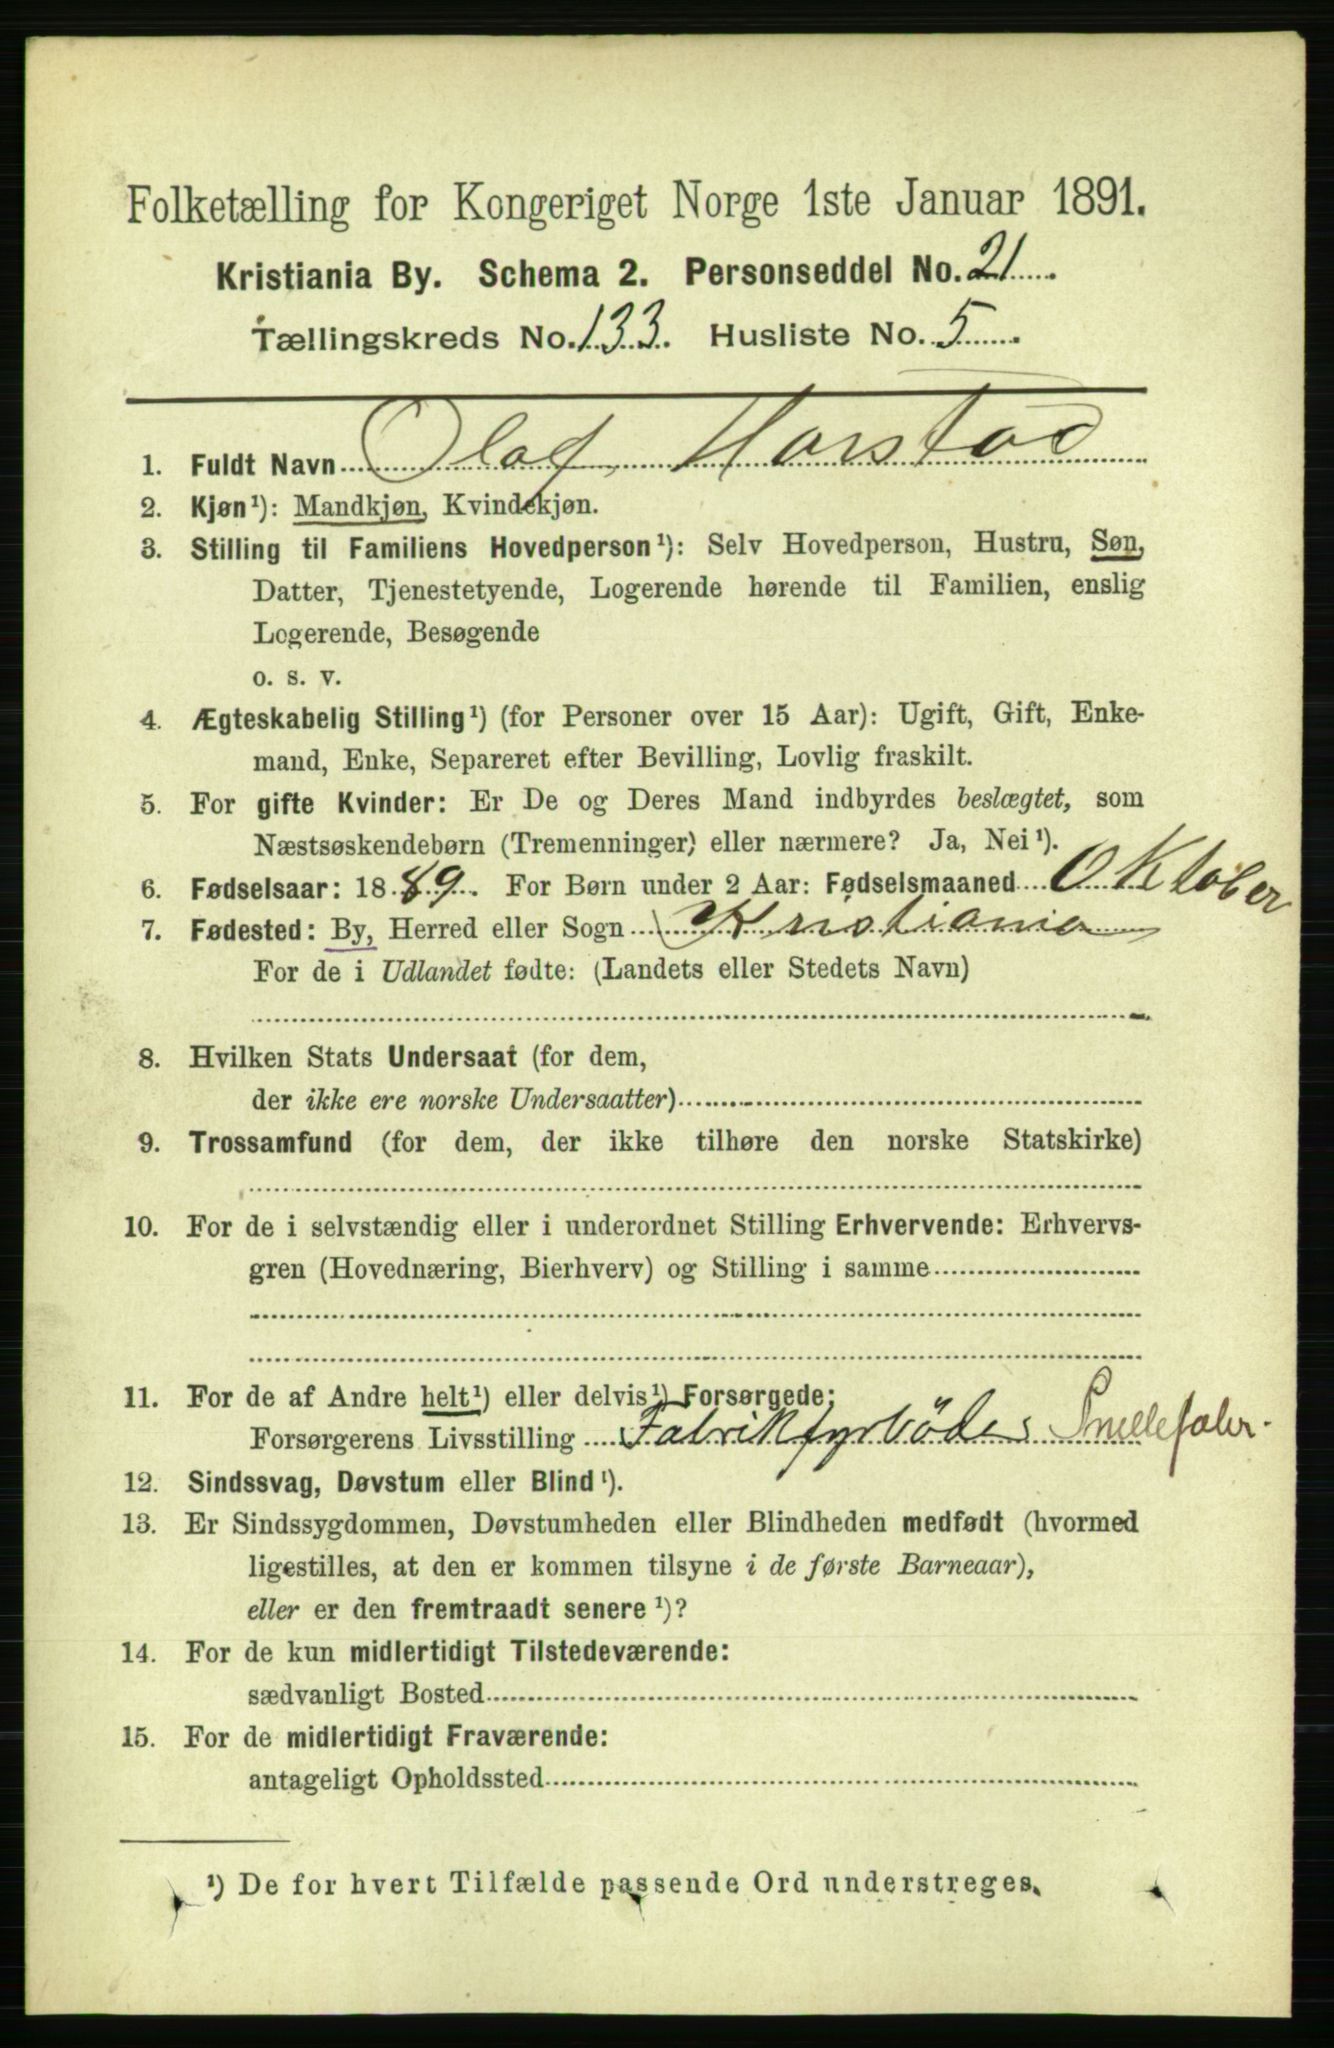 Folketælling for Kongeriget Norge 1ste Januar 1891.
Kristiania By. Schema 2. Personseddel No. 21
Tællingskreds No. 133. Husliste No. 5
1. Fuldt Navn Olaf Horstad
2. Kjøn¹): Mandkjøn, Kvindekjøn.
3. Stilling til Familiens Hovedperson¹): Selv Hovedperson, Hustru, Søn,
Datter, Tjenestetyende, Logerende hørende til Familien, enslig
Logerende, Besøgende
o. s. v.
4. Ægteskabelig Stilling¹) (for Personer over 15 Aar): Ugift, Gift, Enke-
mand, Enke, Separeret efter Bevilling, Lovlig fraskilt.
5. For gifte Kvinder: Er De og Deres Mand indbyrdes beslægtet, som
Næstsøskendebørn (Tremenninger) eller nærmere? Ja, Nei¹).
6. Fødselsaar: 1889. For Børn under 2 Aar: Fødselsmaaned Oktober
7. Fødested: By, Herred eller Sogn Kristiania
For de i Udlandet fødte: (Landets eller Stedets Navn)
8. Hvilken Stats Undersaat (for dem,
der ikke ere norske Undersaatter)
9. Trossamfund (for dem, der ikke tilhøre den norske Statskirke)
10. For de i selvstændig eller i underordnet Stilling Erhvervende: Erhvervs-
gren (Hovednæring, Bierhverv) og Stilling i samme
11. For de af Andre helt¹) eller delvis¹) Forsørgede:
Forsørgerens Livsstilling Fabrikfyrböder
12. Sindssvag, Døvstum eller Blind¹).
13. Er Sindssygdommen, Døvstumheden eller Blindheden medfødt (hvormed
ligestilles, at den er kommen tilsyne i de første Barneaar),
eller er den fremtraadt senere¹)?
14. For de kun midlertidigt Tilstedeværende:
sædvanligt Bosted
15. For de midlertidigt Fraværende:
antageligt Opholdssted
¹) De for hvert Tilfælde passende Ord understreges.